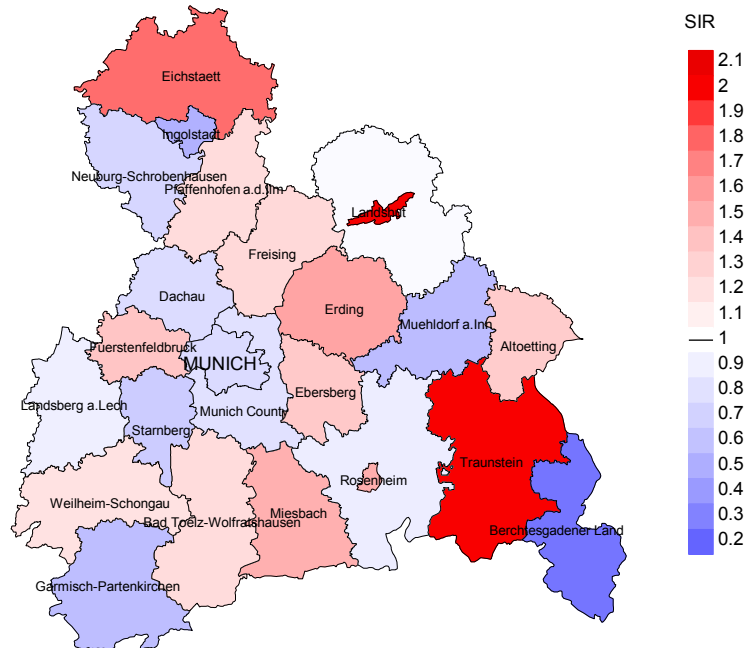 SIR
2.1
2
1.9
1.8
1.7
1.6
1.5
1.4
1.3
1.2
1.1
1
0.9
0.8
0.7
0.6
0.5
0.4
0.3
0.2
Eichstaett
Ingolstadt
Neuburg-Schrobenhausen
Pfaffenhofen a.d.Ilm
Landshut
Freising
Dachau
Erding
Muehldorf a.Inn
Altoetting
Fuerstenfeldbruck
MUNICH
Ebersberg
Landsberg a.Lech
Munich County
Starnberg
Traunstein
Rosenheim
Weilheim-Schongau
Miesbach
Bad Toelz-Wolfratshausen
Berchtesgadener Land
Garmisch-Partenkirchen